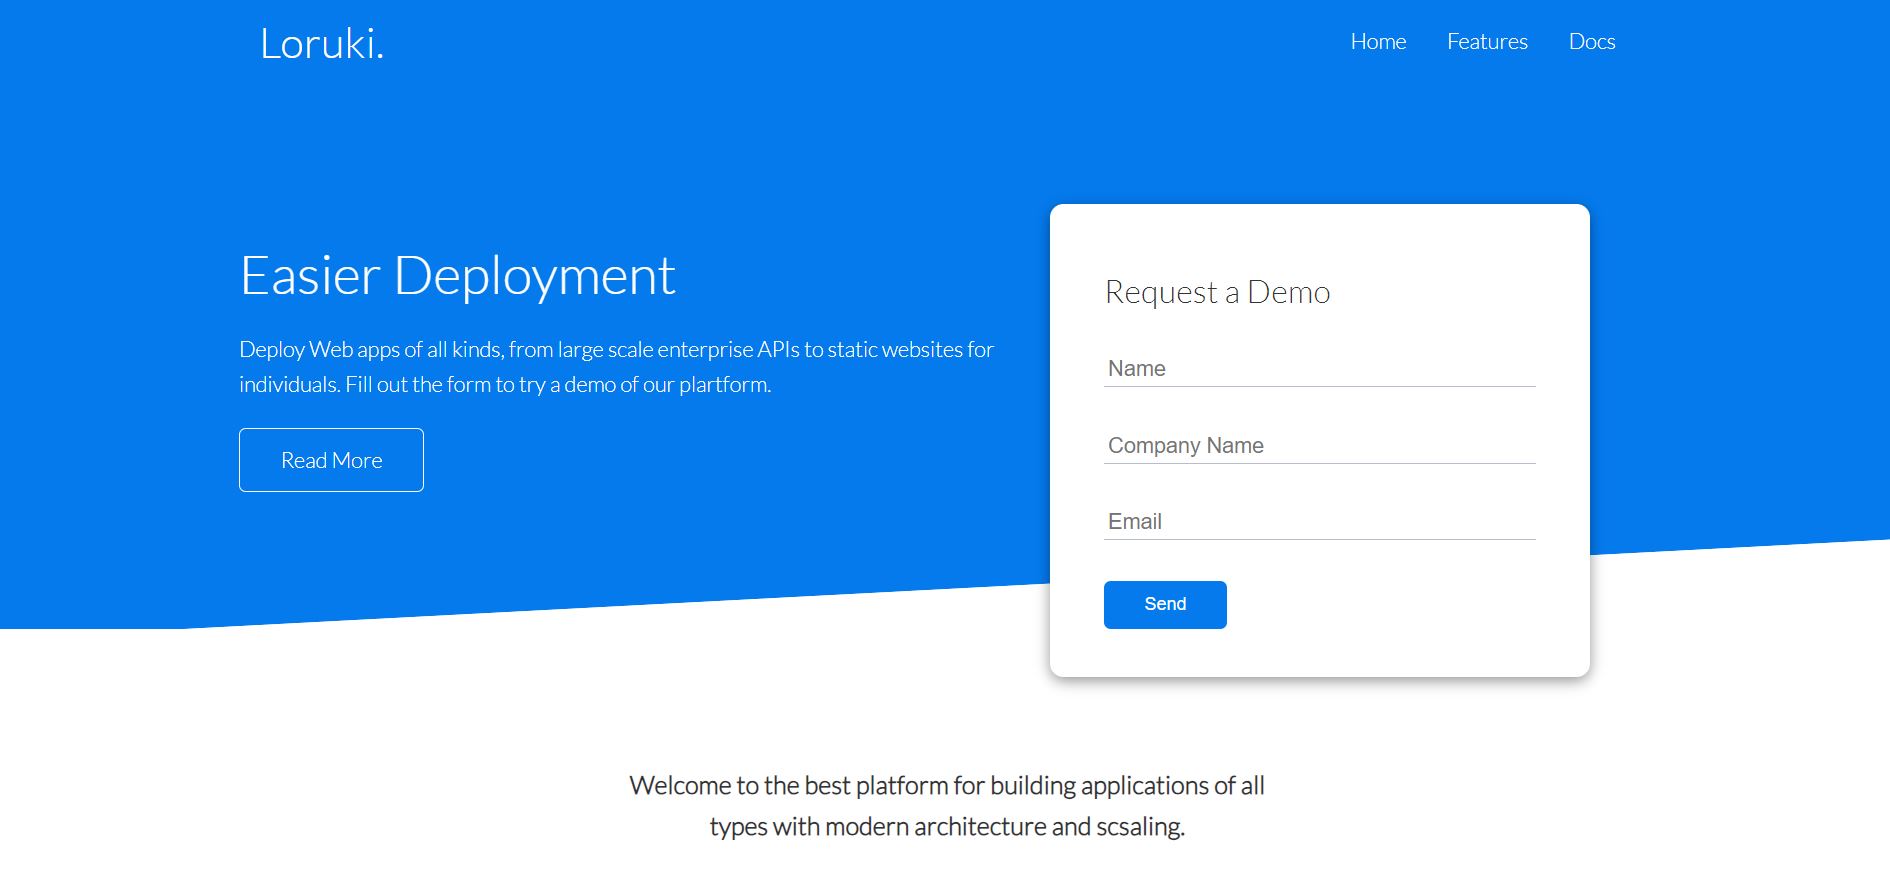 Loruki.
Home Features Docs
Easier Deployment
Deploy Web apps of all kinds, from large scale enterprise APIs to static websites for
individuals. Fill out the form to try a demo of our plartform.
Read More
Request a Demo
Name
Company Name
Email
Send
Welcome to the best platform for building applications of all
types with modern architecture and scsaling.